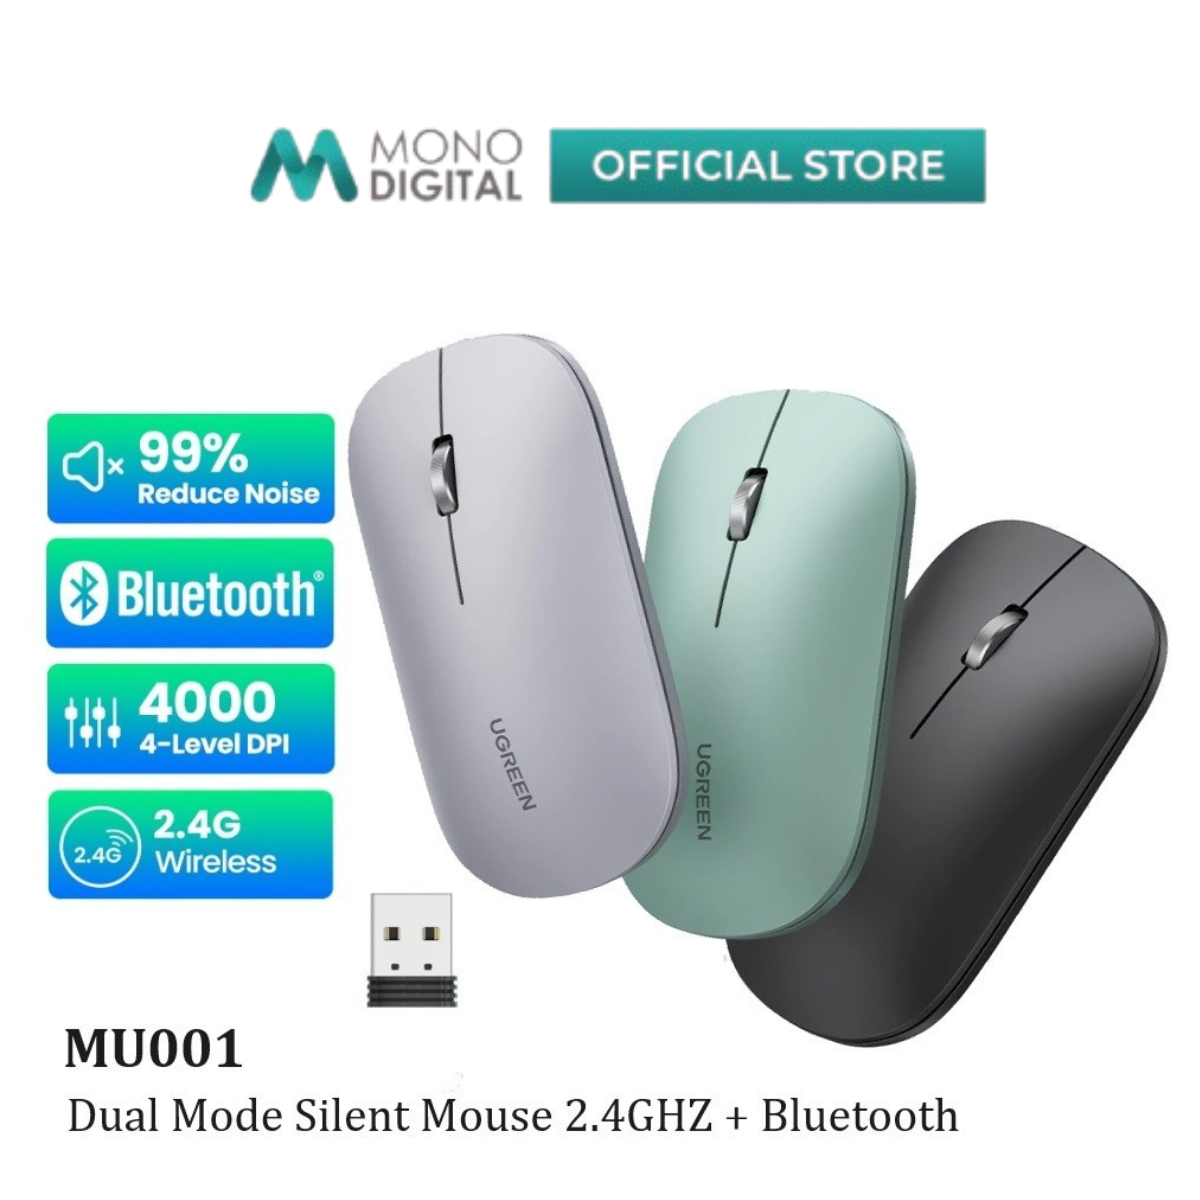 MONO
DIGITAL
OFFICIAL STORE
99%
Reduce Noise
Bluetooth®
4000
4-Level DPI
2.4G
2.4G
Wireless
UGREEN
UGREEN
MU001
Dual Mode Silent Mouse 2.4GHZ + Bluetooth